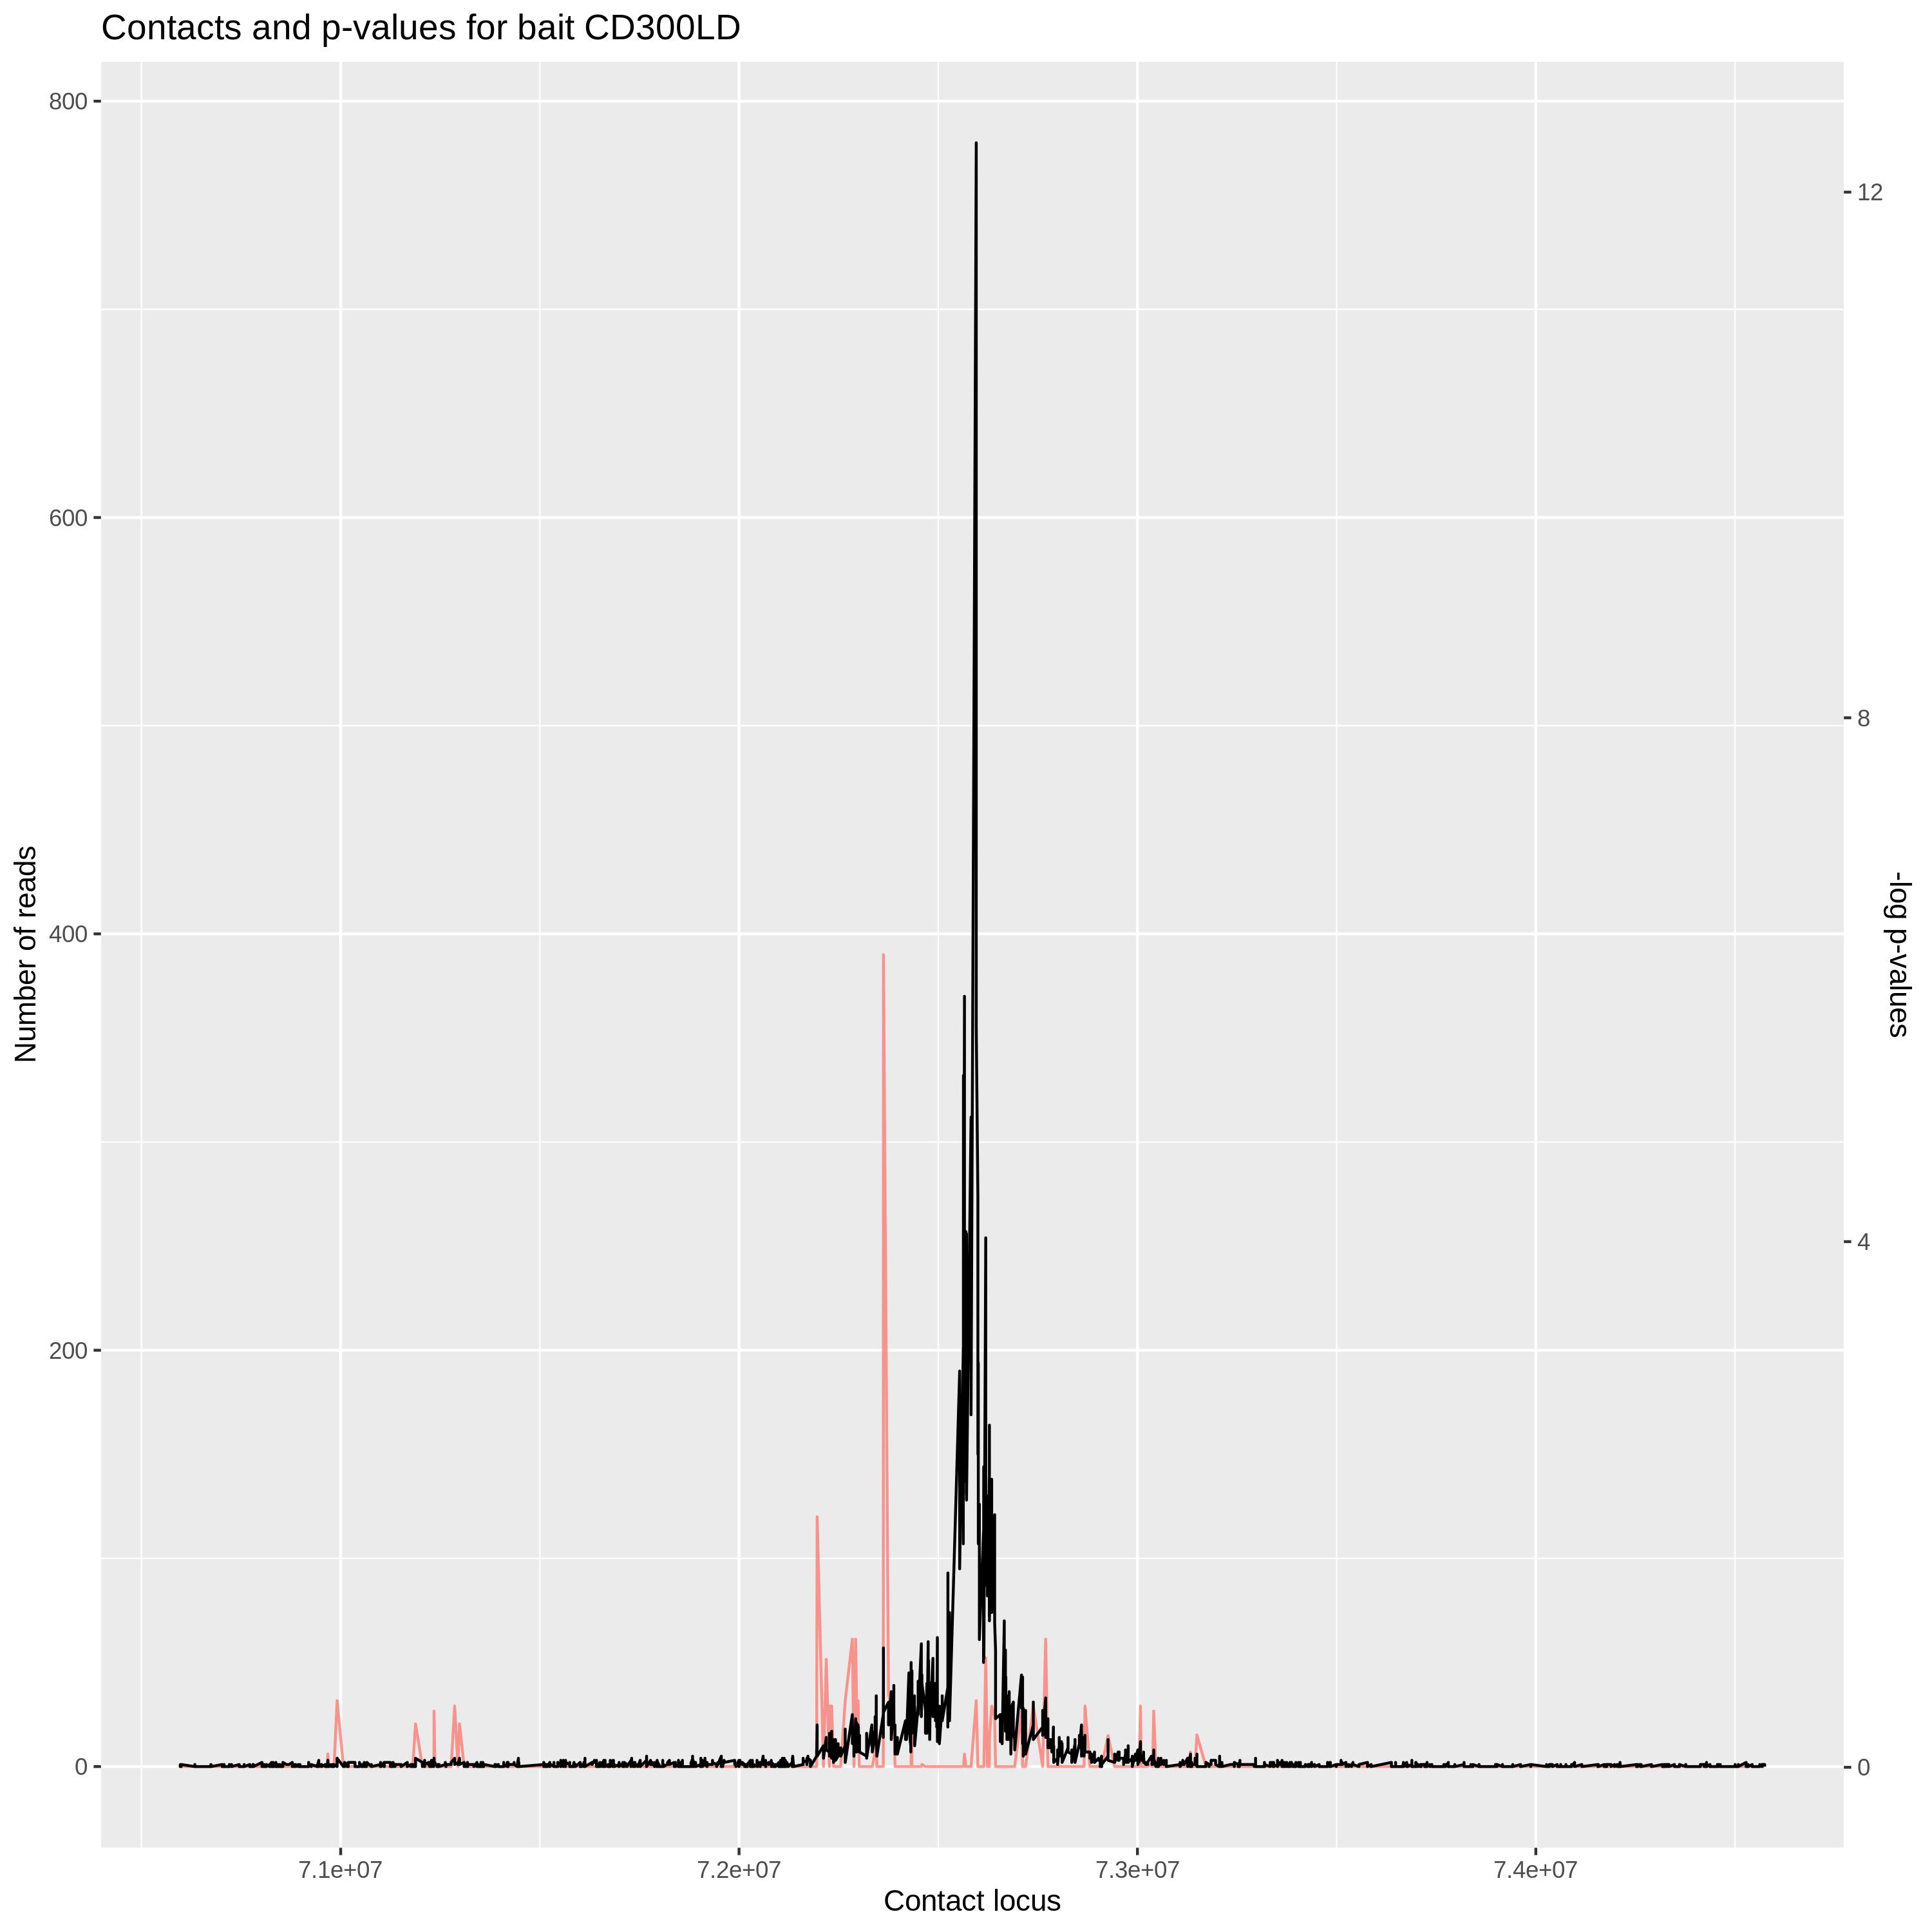 Contacts and p-values for bait CD300LD
800
600
400
200
0
Number of reads
12
8
4
0
-log p-values
7.1e+07
7.2e+07
7.3e+07
7.4e+07
Contact locus